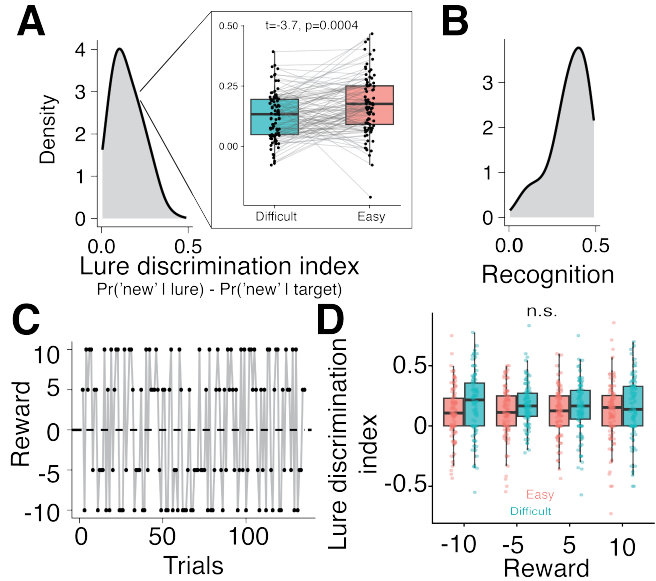 A
4
3
2
1
0
Density
0.0
0.5
Lure discrimination index
Pr('new' | lure) - Pr('new' | target)
t=-3.7, p=0.0004
0.50
0.25
0.00
Difficult
Easy
B
3
2
1
0
0.0
0.5
Recognition
C
10
5
0
-5
-10
Reward
0
50
100
Trials
D
n.s.
Lure discrimination
index
0.5
0
-0.5
Easy
Difficult
-10
-5
5
10
Reward